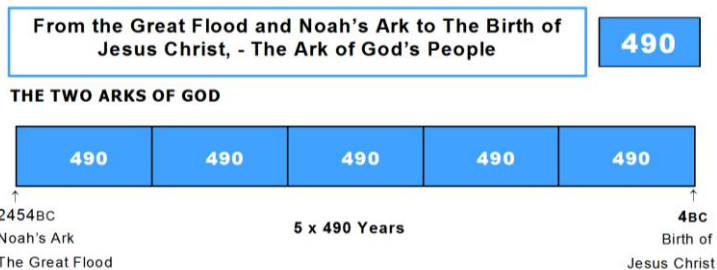 From the Great Flood and Noah's Ark to The Birth of
Jesus Christ, - The Ark of God's People
490
THE TWO ARKS OF GOD
490 490 490 490 490
2454BC
Noah's Ark
The Great Flood
5 x 490 Years
4BC
Birth of
Jesus Christ